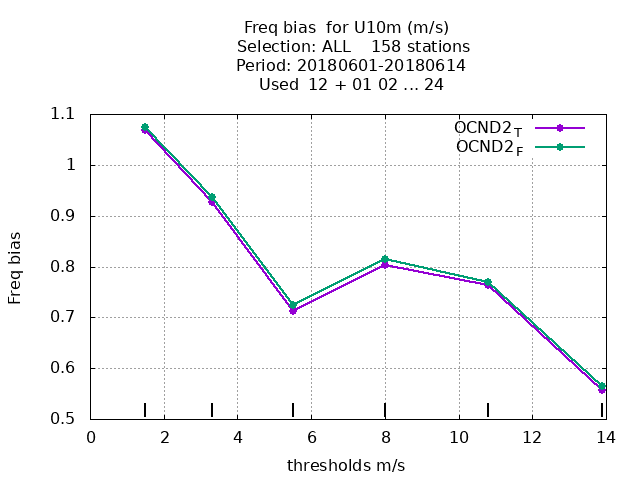 Freq bias  for U10m (m/s)
Selection: ALL    158 stations
Period: 20180601-20180614
Used  12 + 01 02 ... 24
OCND2_T
OCND2_F
1.1
1
0.9
0.8
0.7
0.6
0.5
Freq bias
0 2 4 6 8 10 12 14
thresholds m/s